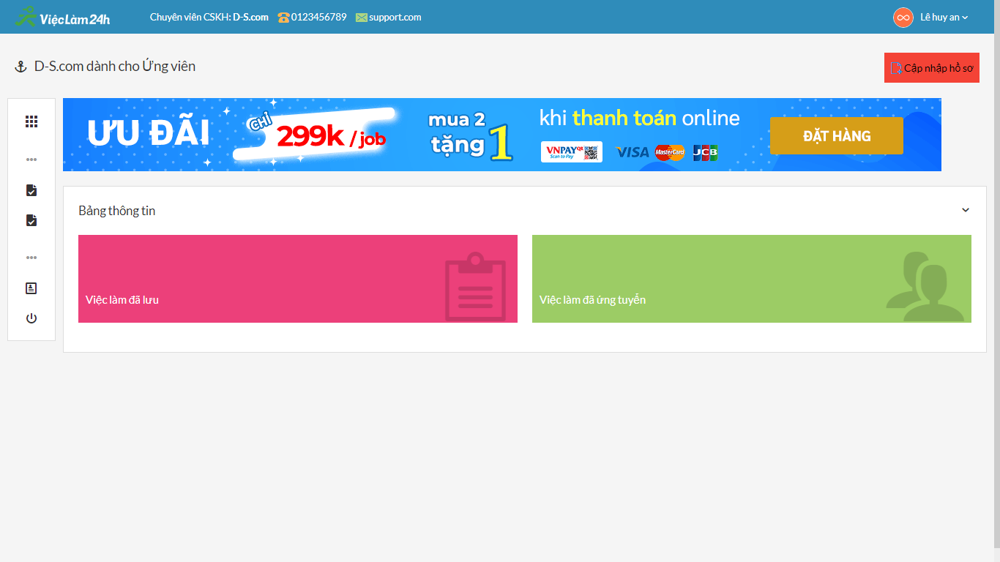 ViệcLàm24h Chuyên viên CSKH: D-S.com 0123456789 support.com Lê huy an
D-S.com dành cho Ứng viên
Cập nhập hồ sơ
ƯU ĐÃI
CHỈ
299k / job
mua 2
tặng 1
khi thanh toán online
VNPAYQR
Scan to Pay
VISA
MasterCard
JCB
ĐẶT HÀNG
Bảng thông tin
Việc làm đã lưu
Việc làm đã ứng tuyển